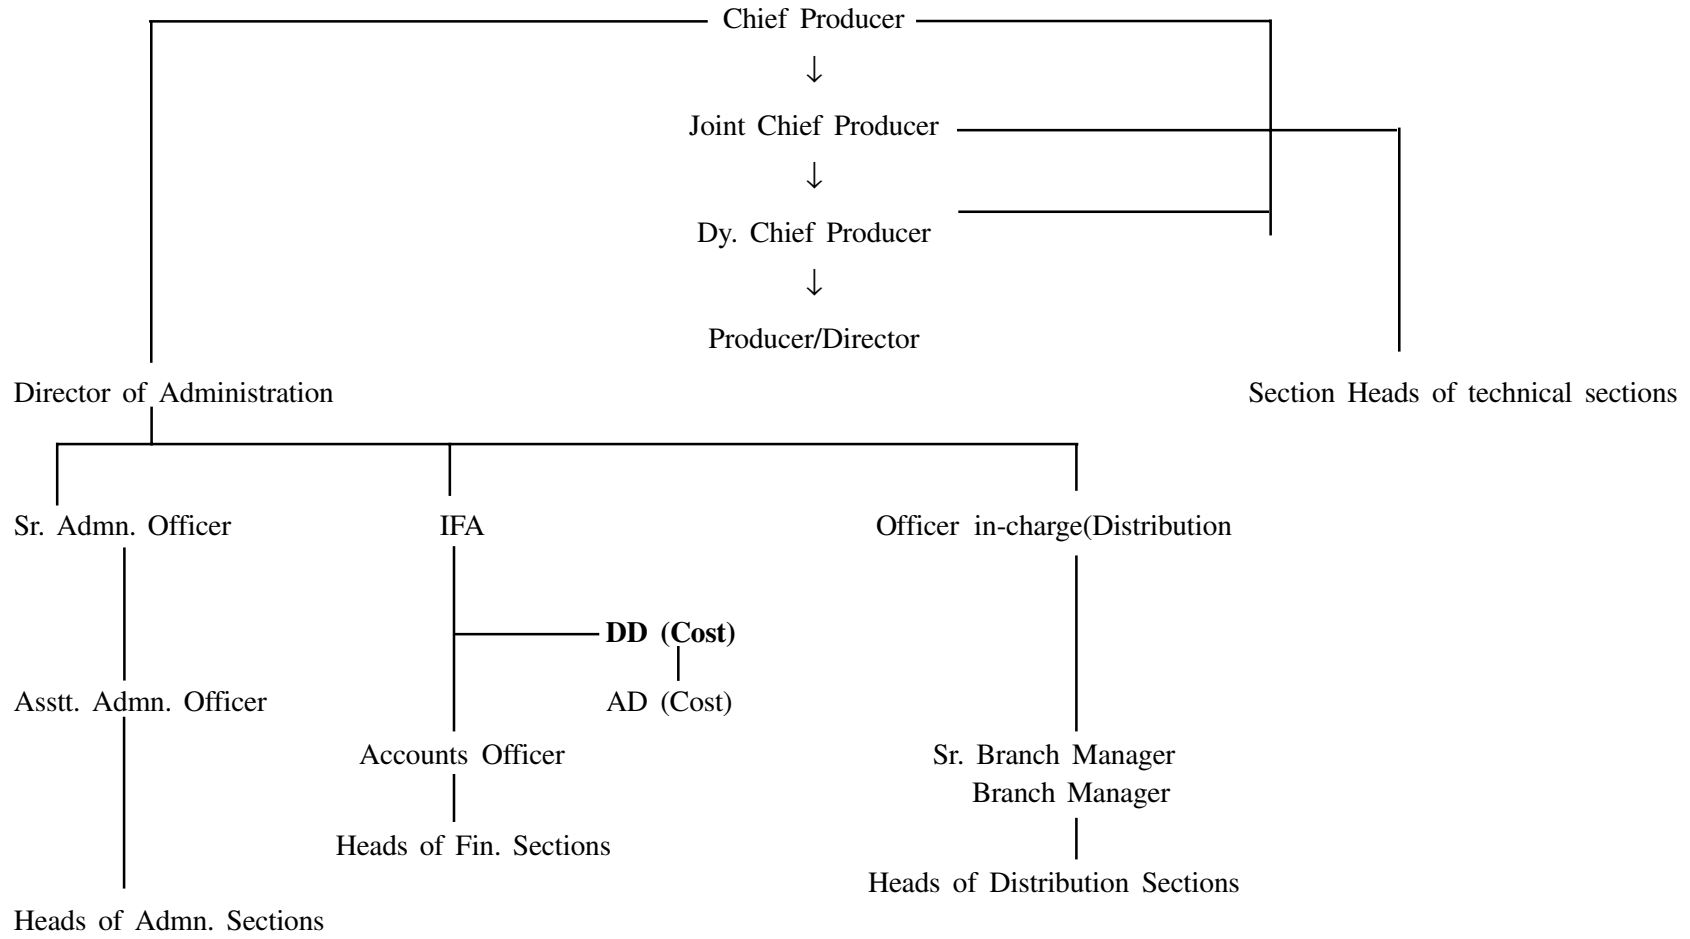 Chief Producer
↓
Joint Chief Producer
↓
Dy. Chief Producer
↓
Producer/Director
Director of Administration
Section Heads of technical sections
Sr. Admn. Officer
IFA
Officer in-charge(Distribution
DD (Cost)
Asstt. Admn. Officer
AD (Cost)
Accounts Officer
Sr. Branch Manager
Branch Manager
Heads of Fin. Sections
Heads of Distribution Sections
Heads of Admn. Sections